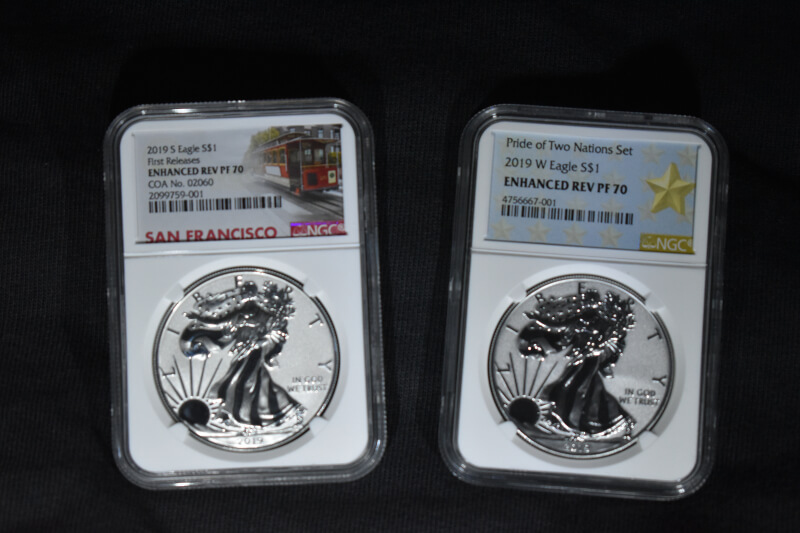 2019 S Eagle S$1
First Releases
ENHANCED REV PF 70
COA No. 02060
2099759-001
SAN FRANCISCO
NGC
LIBERTY
IN GOD
WE TRUST
2019
Pride of Two Nations Set
2019 W Eagle S$1
ENHANCED REV PF 70
4756667-001
NGC
LIBERTY
IN GOD
WE TRUST
2019